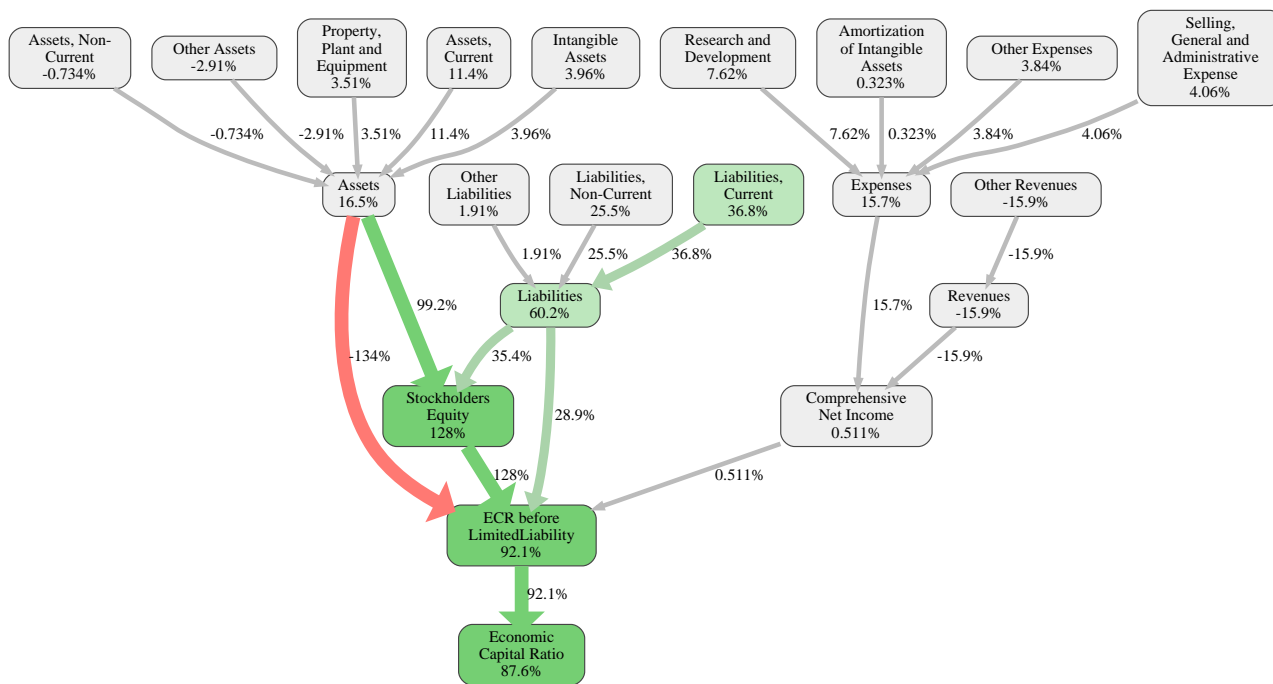 Assets, Non-
Current
-0.734%
Other Assets
-2.91%
Property,
Plant and
Equipment
3.51%
Assets,
Current
11.4%
Intangible
Assets
3.96%
Research and
Development
7.62%
Amortization
of Intangible
Assets
0.323%
Other Expenses
3.84%
Selling,
General and
Administrative
Expense
4.06%
-0.734%
-2.91%
3.51%
11.4%
3.96%
7.62%
0.323%
3.84%
4.06%
Assets
16.5%
Other
Liabilities
1.91%
Liabilities,
Non-Current
25.5%
Liabilities,
Current
36.8%
Expenses
15.7%
Other Revenues
-15.9%
1.91%
25.5%
36.8%
-15.9%
99.2%
Liabilities
60.2%
15.7%
Revenues
-15.9%
-134%
35.4%
-15.9%
Stockholders
Equity
128%
28.9%
Comprehensive
Net Income
0.511%
128%
0.511%
ECR before
LimitedLiability
92.1%
92.1%
Economic
Capital Ratio
87.6%